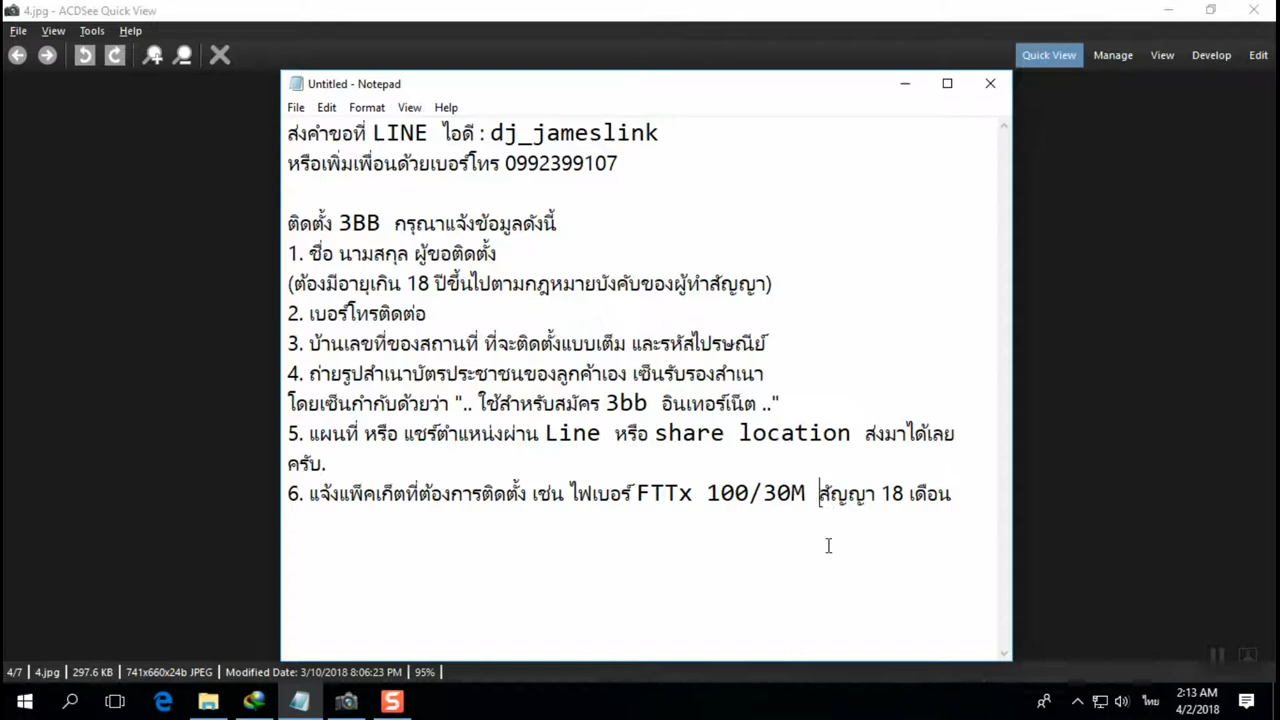 4.jpg - ACDSee Quick View
File View Tools Help
Quick View Manage View Develop Edit
Untitled - Notepad
File Edit Format View Help
ส่งคำขอที่ LINE ไอดี : dj_jameslink
หรือเพิ่มเพื่อนด้วยเบอร์โทร 0992399107
ติดตั้ง 3BB กรุณาแจ้งข้อมูลดังนี้
1. ชื่อ นามสกุล ผู้ขอติดตั้ง
(ต้องมีอายุเกิน 18 ปีขึ้นไปตามกฎหมายบังคับของผู้ทำสัญญา)
2. เบอร์โทรติดต่อ
3. บ้านเลขที่ของสถานที่ ที่จะติดตั้งแบบเต็ม และรหัสไปรษณีย์
4. ถ่ายรูปสำเนาบัตรประชาชนของลูกค้าเอง เซ็นรับรองสำเนา
โดยเซ็นกำกับด้วยว่า ".. ใช้สำหรับสมัคร 3bb อินเทอร์เน็ต .."
5. แผนที่ หรือ แชร์ตำแหน่งผ่าน Line หรือ share location ส่งมาได้เลย
ครับ.
6. แจ้งแพ็คเก็ตที่ต้องการติดตั้ง เช่น ไฟเบอร์ FTTx 100/30M สัญญา 18 เดือน
4/7 4.jpg 297.6 KB 741x660x24b JPEG Modified Date: 3/10/2018 8:06:23 PM 95%
ไทย
2:13 AM
4/2/2018